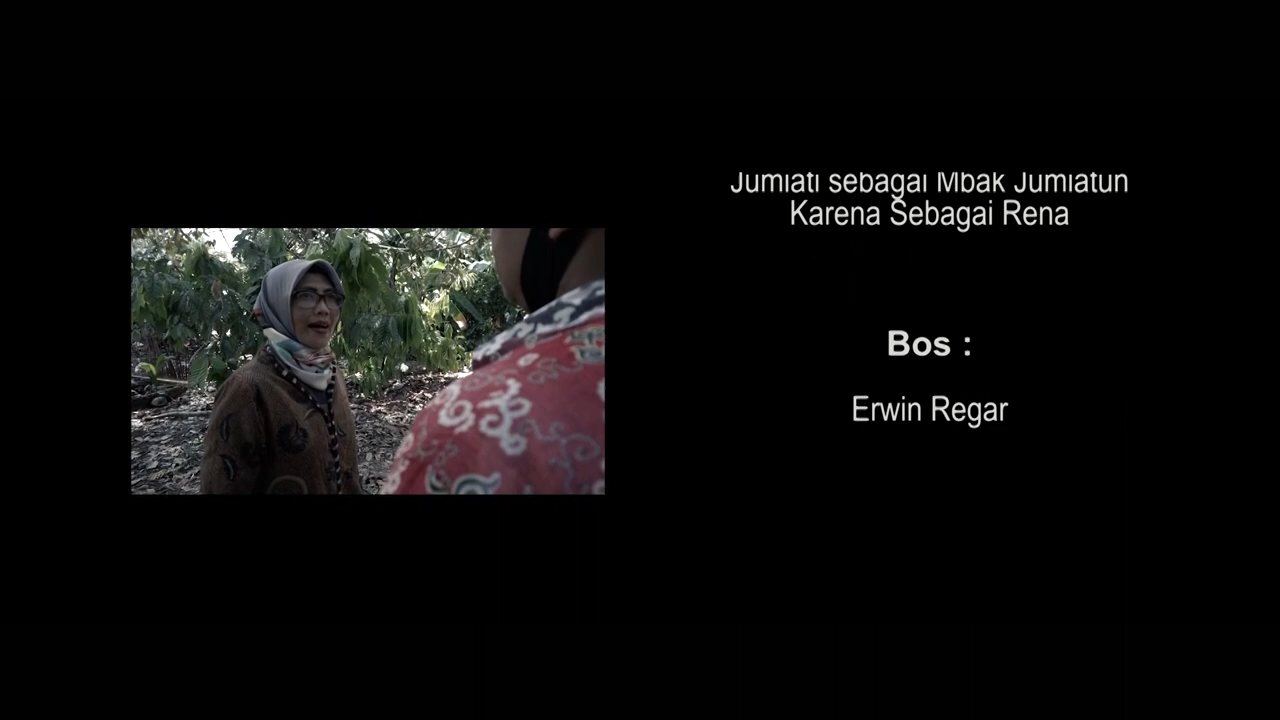 Jumiati sebagai Mbak Jumiatun
Karena Sebagai Rena
Bos :
Erwin Regar